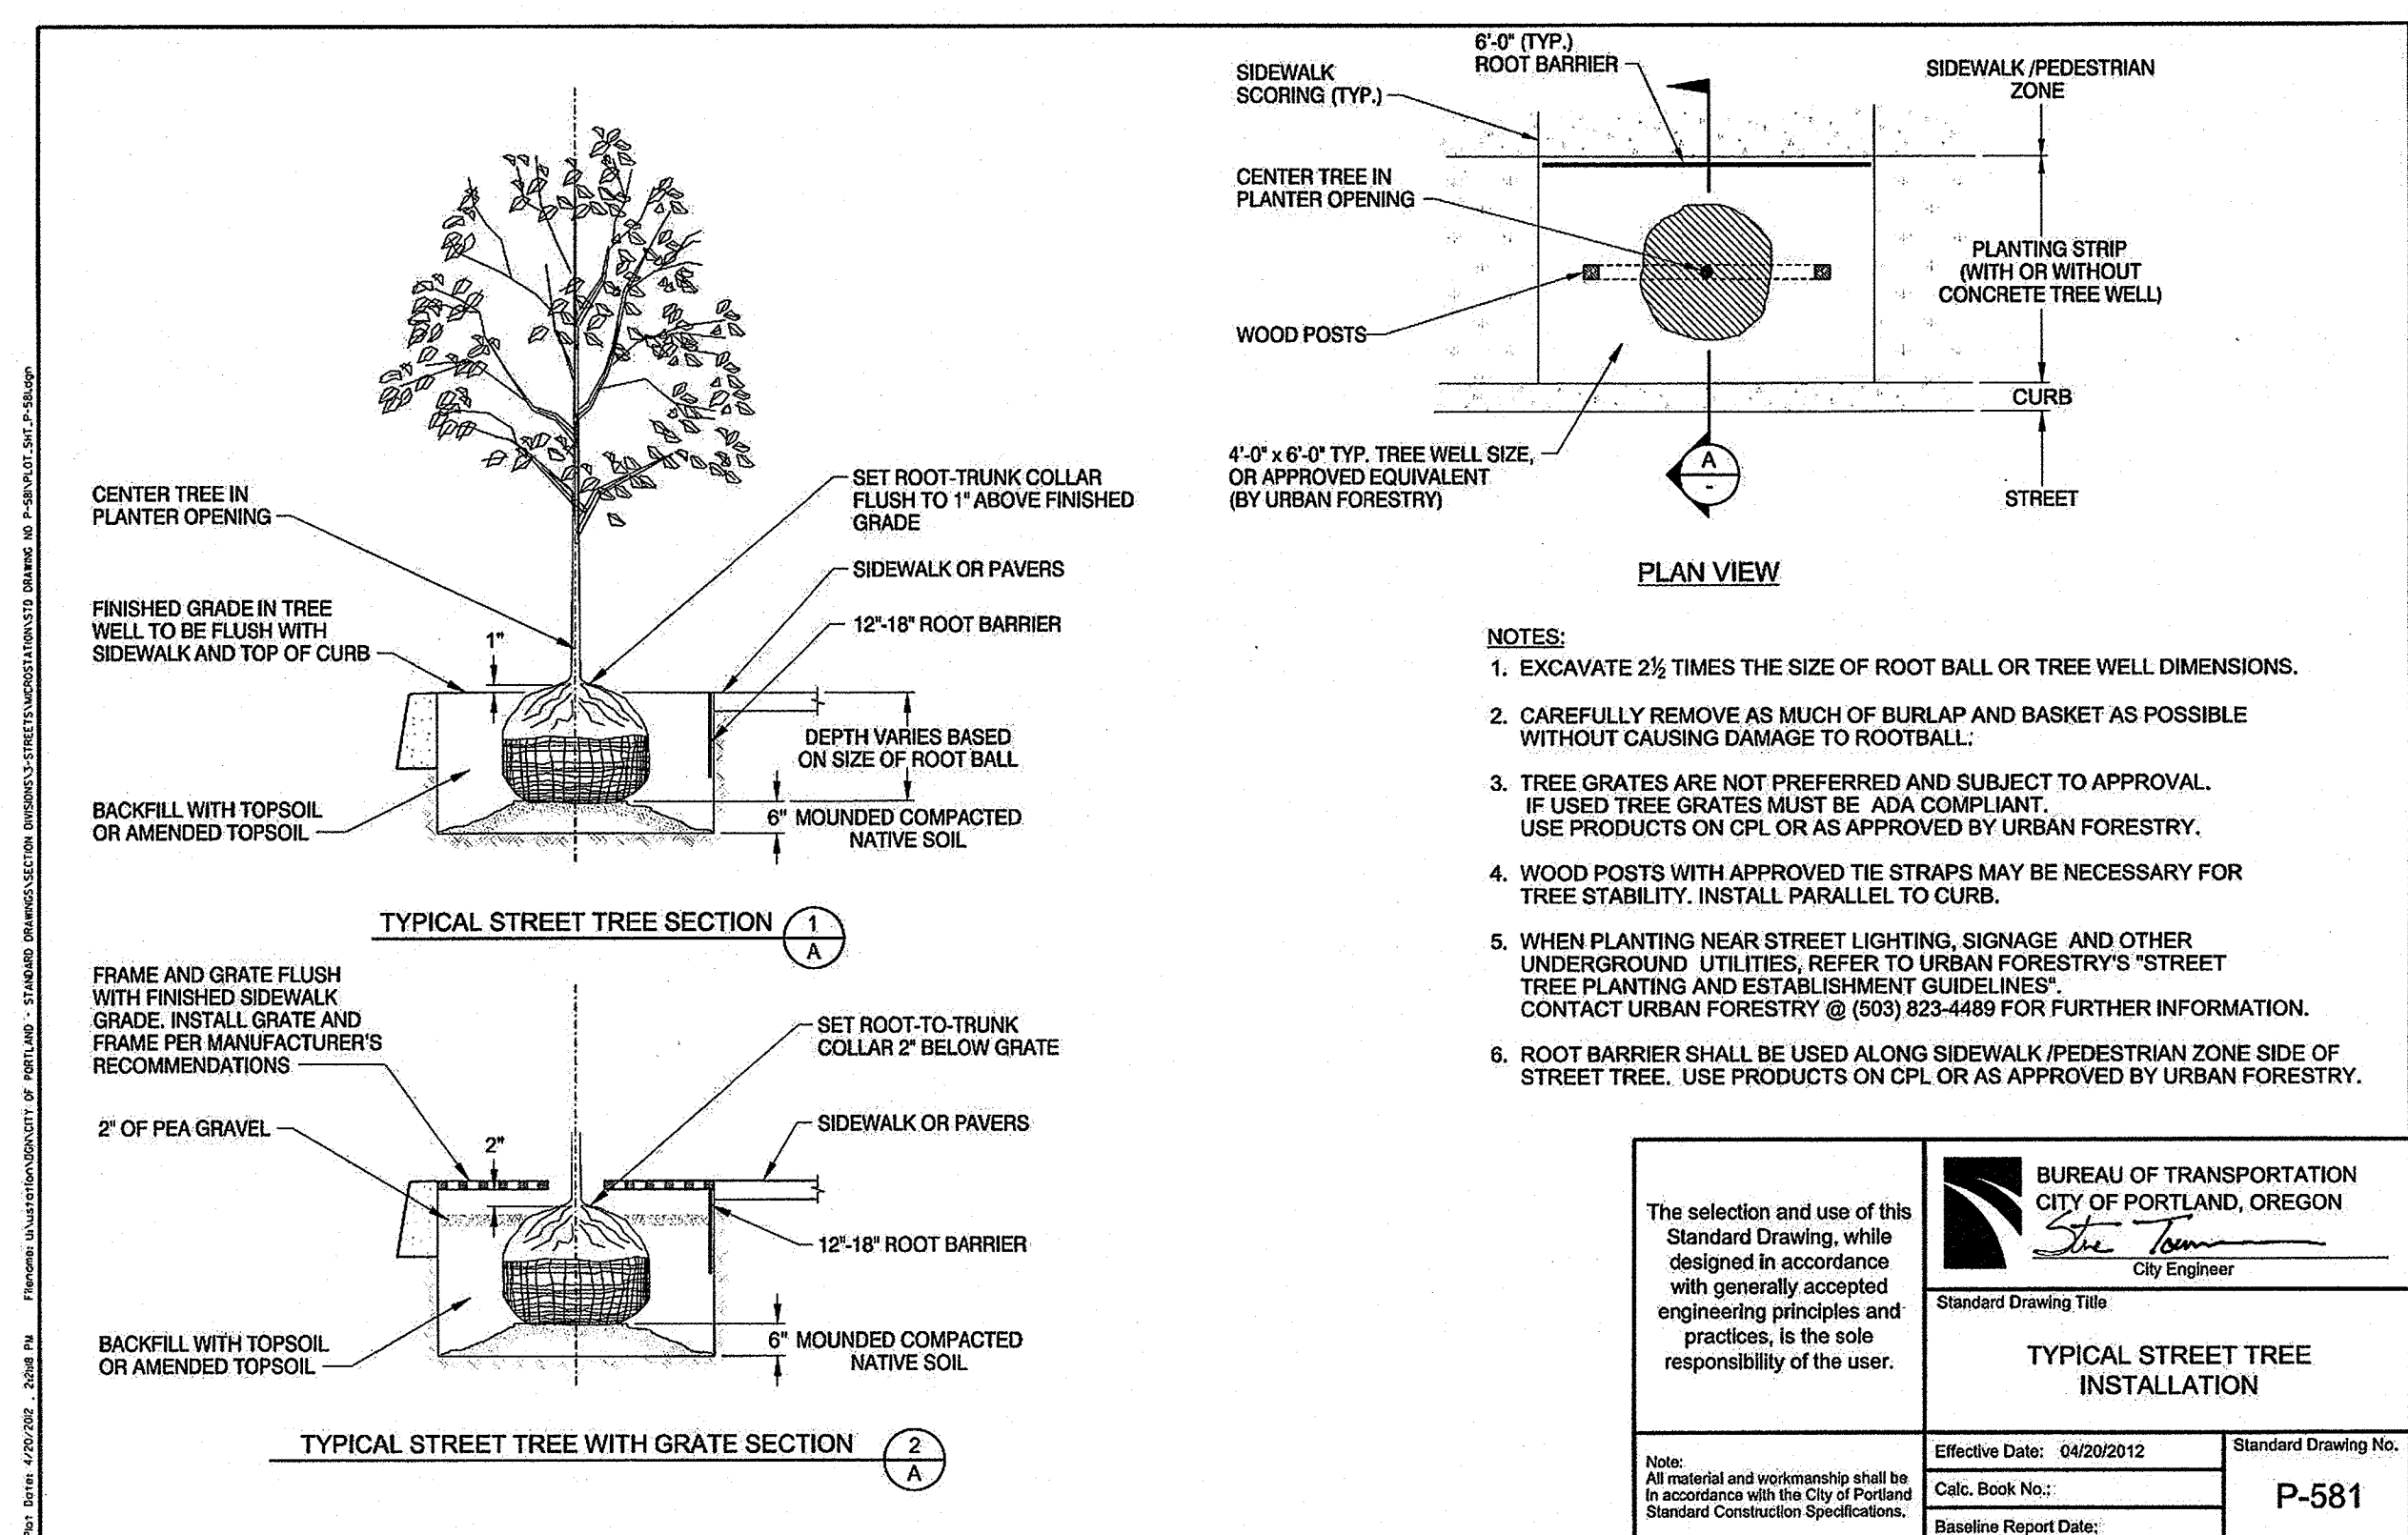 CENTER TREE IN
PLANTER OPENING
FINISHED GRADE IN TREE
WELL TO BE FLUSH WITH
SIDEWALK AND TOP OF CURB
1"
BACKFILL WITH TOPSOIL
OR AMENDED TOPSOIL
SET ROOT-TRUNK COLLAR
FLUSH TO 1" ABOVE FINISHED
GRADE
SIDEWALK OR PAVERS
12"-18" ROOT BARRIER
DEPTH VARIES BASED
ON SIZE OF ROOT BALL
6" MOUNDED COMPACTED
NATIVE SOIL
TYPICAL STREET TREE SECTION
1
A
FRAME AND GRATE FLUSH
WITH FINISHED SIDEWALK
GRADE. INSTALL GRATE AND
FRAME PER MANUFACTURER'S
RECOMMENDATIONS
2" OF PEA GRAVEL
2"
BACKFILL WITH TOPSOIL
OR AMENDED TOPSOIL
SET ROOT-TO-TRUNK
COLLAR 2" BELOW GRATE
SIDEWALK OR PAVERS
12"-18" ROOT BARRIER
6" MOUNDED COMPACTED
NATIVE SOIL
TYPICAL STREET TREE WITH GRATE SECTION
2
A
6'-0" (TYP.)
ROOT BARRIER
SIDEWALK
SCORING (TYP.)
SIDEWALK /PEDESTRIAN
ZONE
CENTER TREE IN
PLANTER OPENING
PLANTING STRIP
(WITH OR WITHOUT
CONCRETE TREE WELL)
WOOD POSTS
CURB
4'-0" x 6'-0" TYP. TREE WELL SIZE,
OR APPROVED EQUIVALENT
(BY URBAN FORESTRY)
A
-
STREET
PLAN VIEW
NOTES:
1. EXCAVATE 2½ TIMES THE SIZE OF ROOT BALL OR TREE WELL DIMENSIONS.
2. CAREFULLY REMOVE AS MUCH OF BURLAP AND BASKET AS POSSIBLE
WITHOUT CAUSING DAMAGE TO ROOTBALL.
3. TREE GRATES ARE NOT PREFERRED AND SUBJECT TO APPROVAL.
IF USED TREE GRATES MUST BE ADA COMPLIANT.
USE PRODUCTS ON CPL OR AS APPROVED BY URBAN FORESTRY.
4. WOOD POSTS WITH APPROVED TIE STRAPS MAY BE NECESSARY FOR
TREE STABILITY. INSTALL PARALLEL TO CURB.
5. WHEN PLANTING NEAR STREET LIGHTING, SIGNAGE AND OTHER
UNDERGROUND UTILITIES, REFER TO URBAN FORESTRY'S "STREET
TREE PLANTING AND ESTABLISHMENT GUIDELINES".
CONTACT URBAN FORESTRY @ (503) 823-4489 FOR FURTHER INFORMATION.
6. ROOT BARRIER SHALL BE USED ALONG SIDEWALK /PEDESTRIAN ZONE SIDE OF
STREET TREE. USE PRODUCTS ON CPL OR AS APPROVED BY URBAN FORESTRY.
The selection and use of this
Standard Drawing, while
designed in accordance
with generally accepted
engineering principles and
practices, is the sole
responsibility of the user.
Note:
All material and workmanship shall be
in accordance with the City of Portland
Standard Construction Specifications.
BUREAU OF TRANSPORTATION
CITY OF PORTLAND, OREGON
City Engineer
Standard Drawing Title
TYPICAL STREET TREE
INSTALLATION
Effective Date: 04/20/2012
Calc. Book No.:
Baseline Report Date:
Standard Drawing No.
P-581